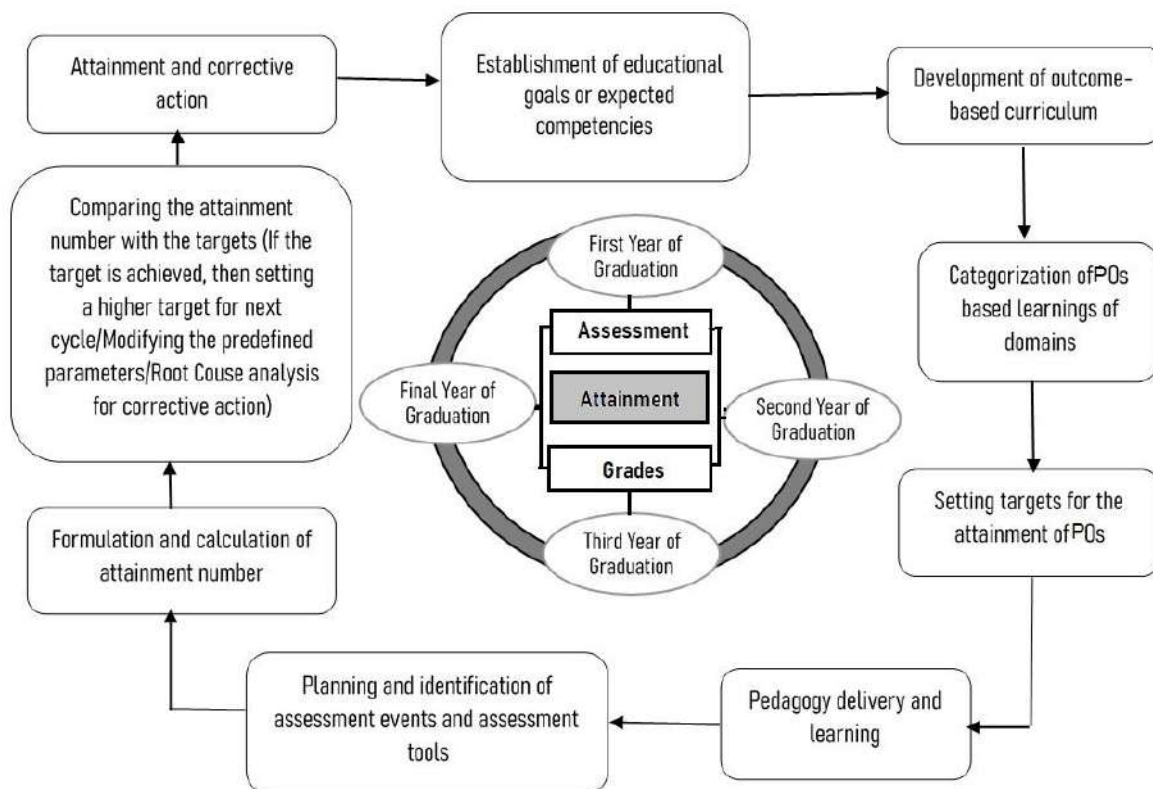 Attainment and corrective
action
Establishment of educational
goals or expected
competencies
Development of outcome-
based curriculum
Categorization of POs
based learnings of
domains
Setting targets for the
attainment of POs
Pedagogy delivery and
learning
Planning and identification of
assessment events and assessment
tools
Formulation and calculation of
attainment number
Comparing the attainment
number with the targets (If the
target is achieved, then setting
a higher target for next
cycle/Modifying the predefined
parameters/Root Couse analysis
for corrective action)
First Year of
Graduation
Assessment
Attainment
Grades
Final Year of
Graduation
Second Year of
Graduation
Third Year of
Graduation